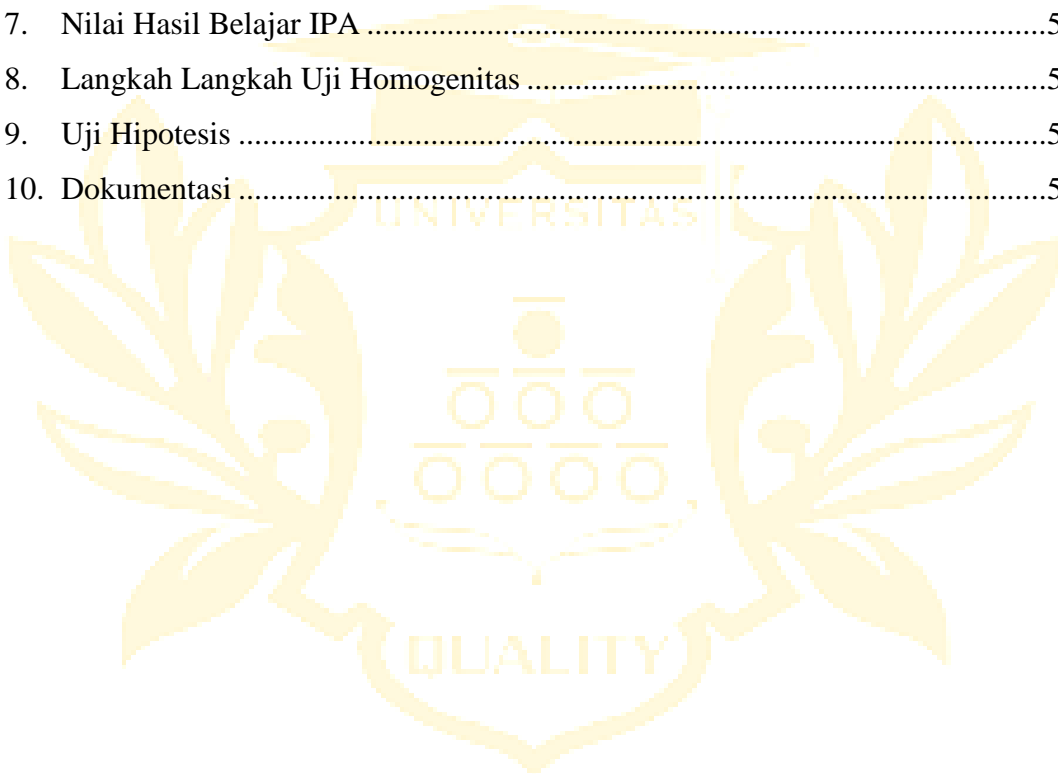 7. Nilai Hasil Belajar IPA ..................................................................................... 5
8. Langkah Langkah Uji Homogenitas ................................................................. 5
9. Uji Hipotesis ..................................................................................................... 5
10. Dokumentasi ..................................................................................................... 5
UNIVERSITAS
QUALITY